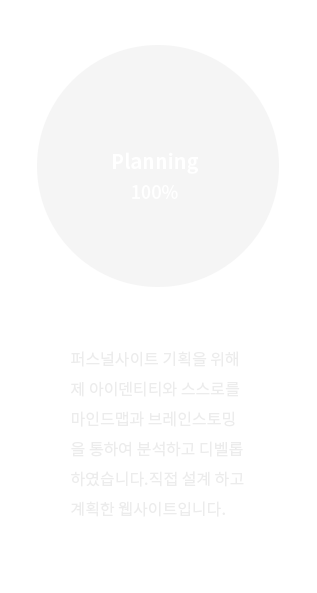 Planning
100%
퍼스널사이트 기획을 위해
제 아이덴티티와 스스로를
마인드맵과 브레인스토밍
을 통하여 분석하고 디벨롭
하였습니다.직접 설계 하고
계획한 웹사이트입니다.